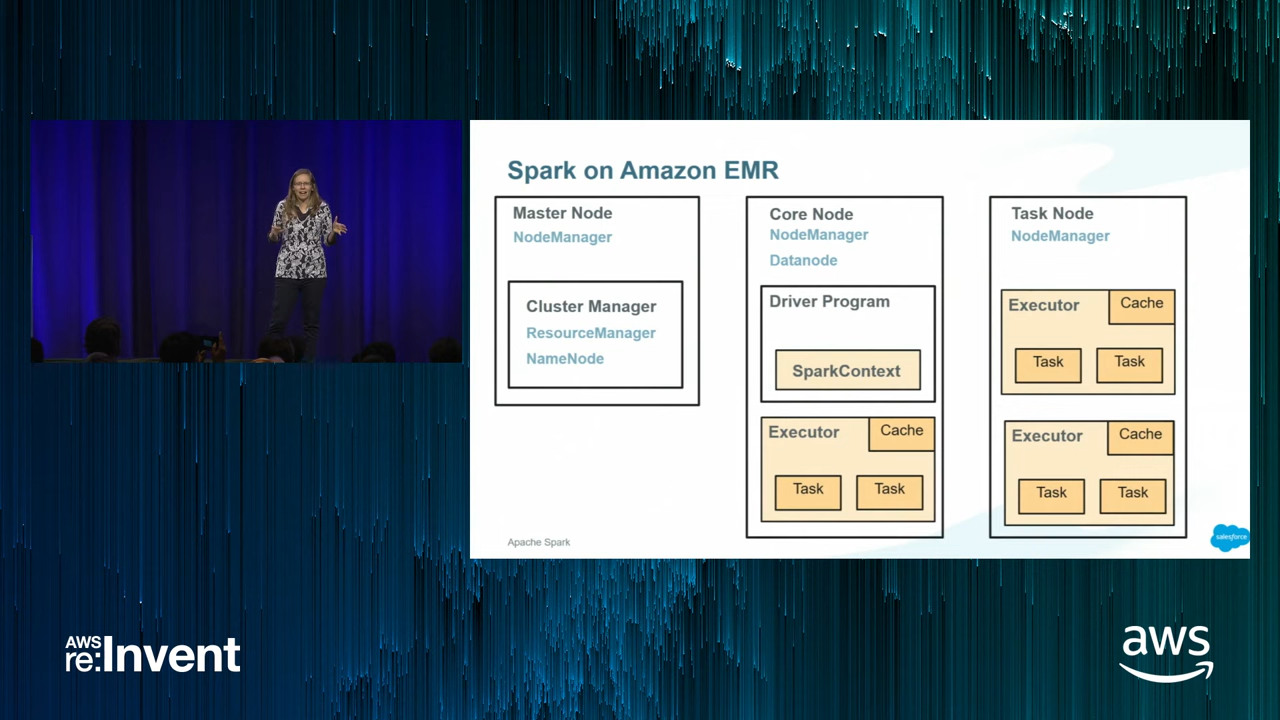 Spark on Amazon EMR
Master Node
NodeManager
Cluster Manager
ResourceManager
NameNode
Core Node
NodeManager
Datanode
Driver Program
SparkContext
Executor
Cache
Task
Task
Task Node
NodeManager
Executor
Cache
Task
Task
Executor
Cache
Task
Task
Apache Spark
salesforce
AWS
re:Invent
aws